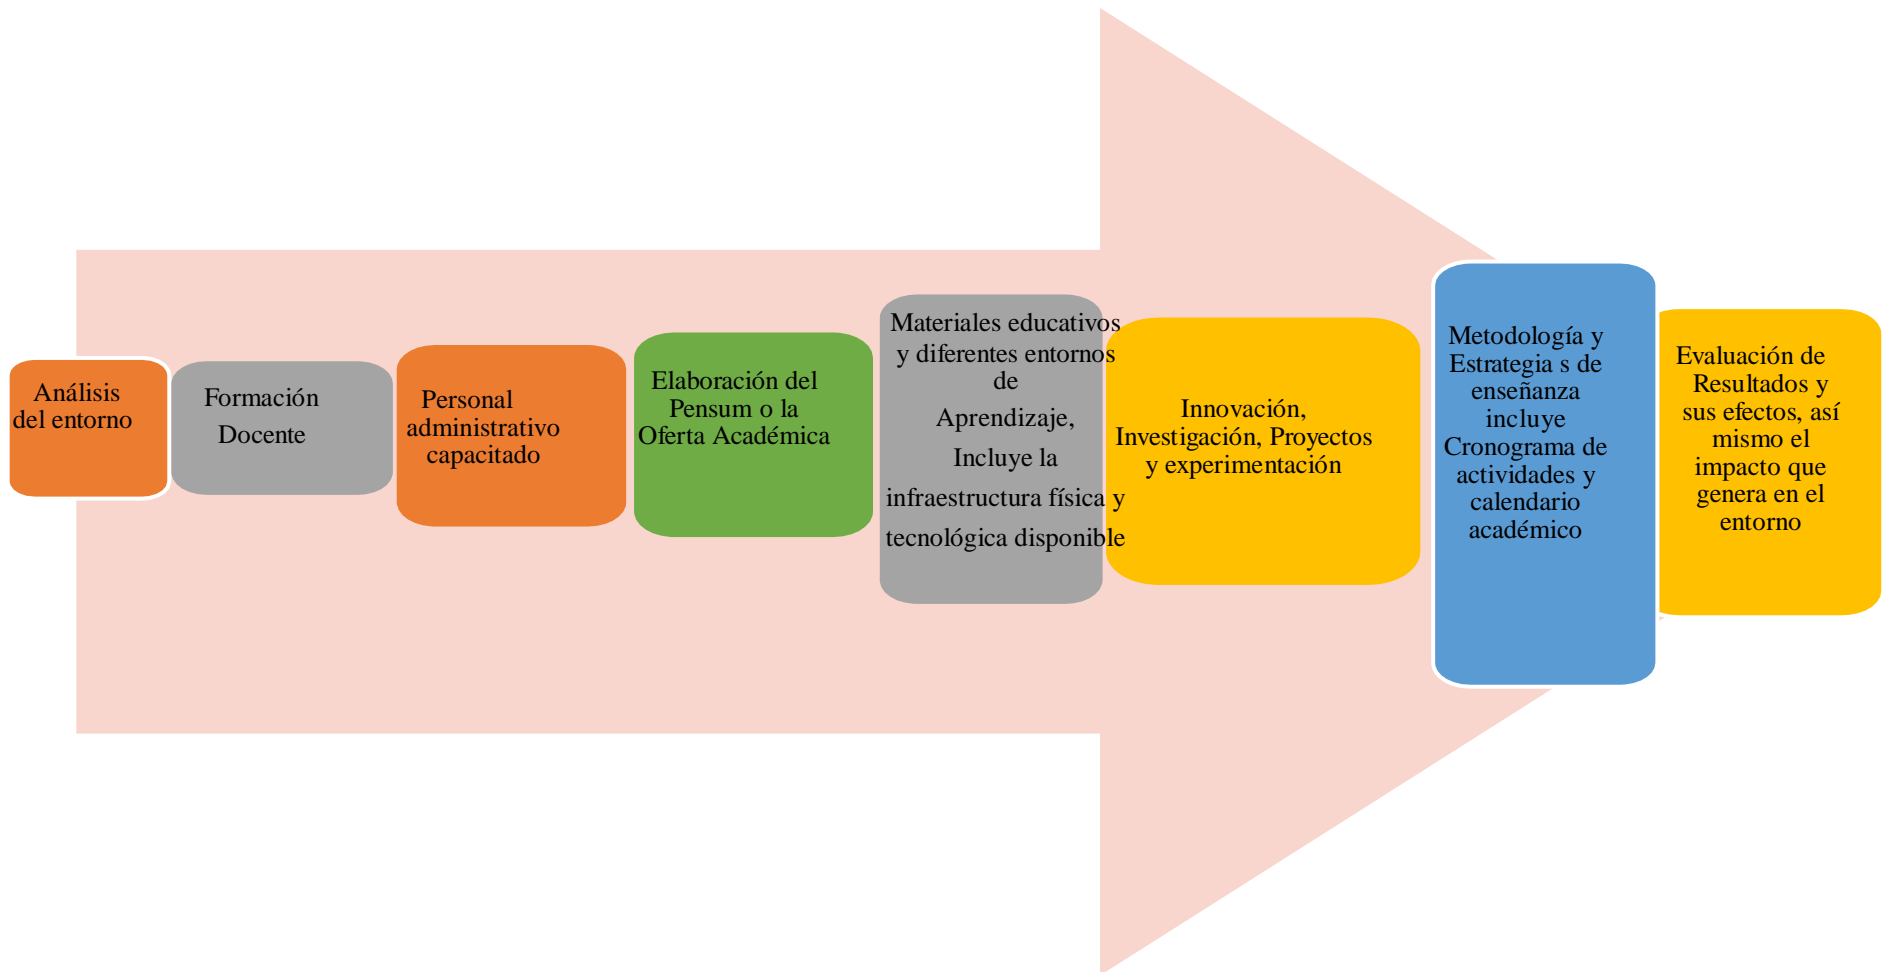 Análisis
del entorno
Formación
Docente
Personal
administrativo
capacitado
Elaboración del
Pensum o la
Oferta Académica
Materiales educativos
y diferentes entornos
de
Aprendizaje,
Incluye la
infraestructura física y
tecnológica disponible
Innovación,
Investigación, Proyectos
y experimentación
Metodología y
Estrategia s de
enseñanza
incluye
Cronograma de
actividades y
calendario
académico
Evaluación de
Resultados y
sus efectos, así
mismo el
impacto que
genera en el
entorno